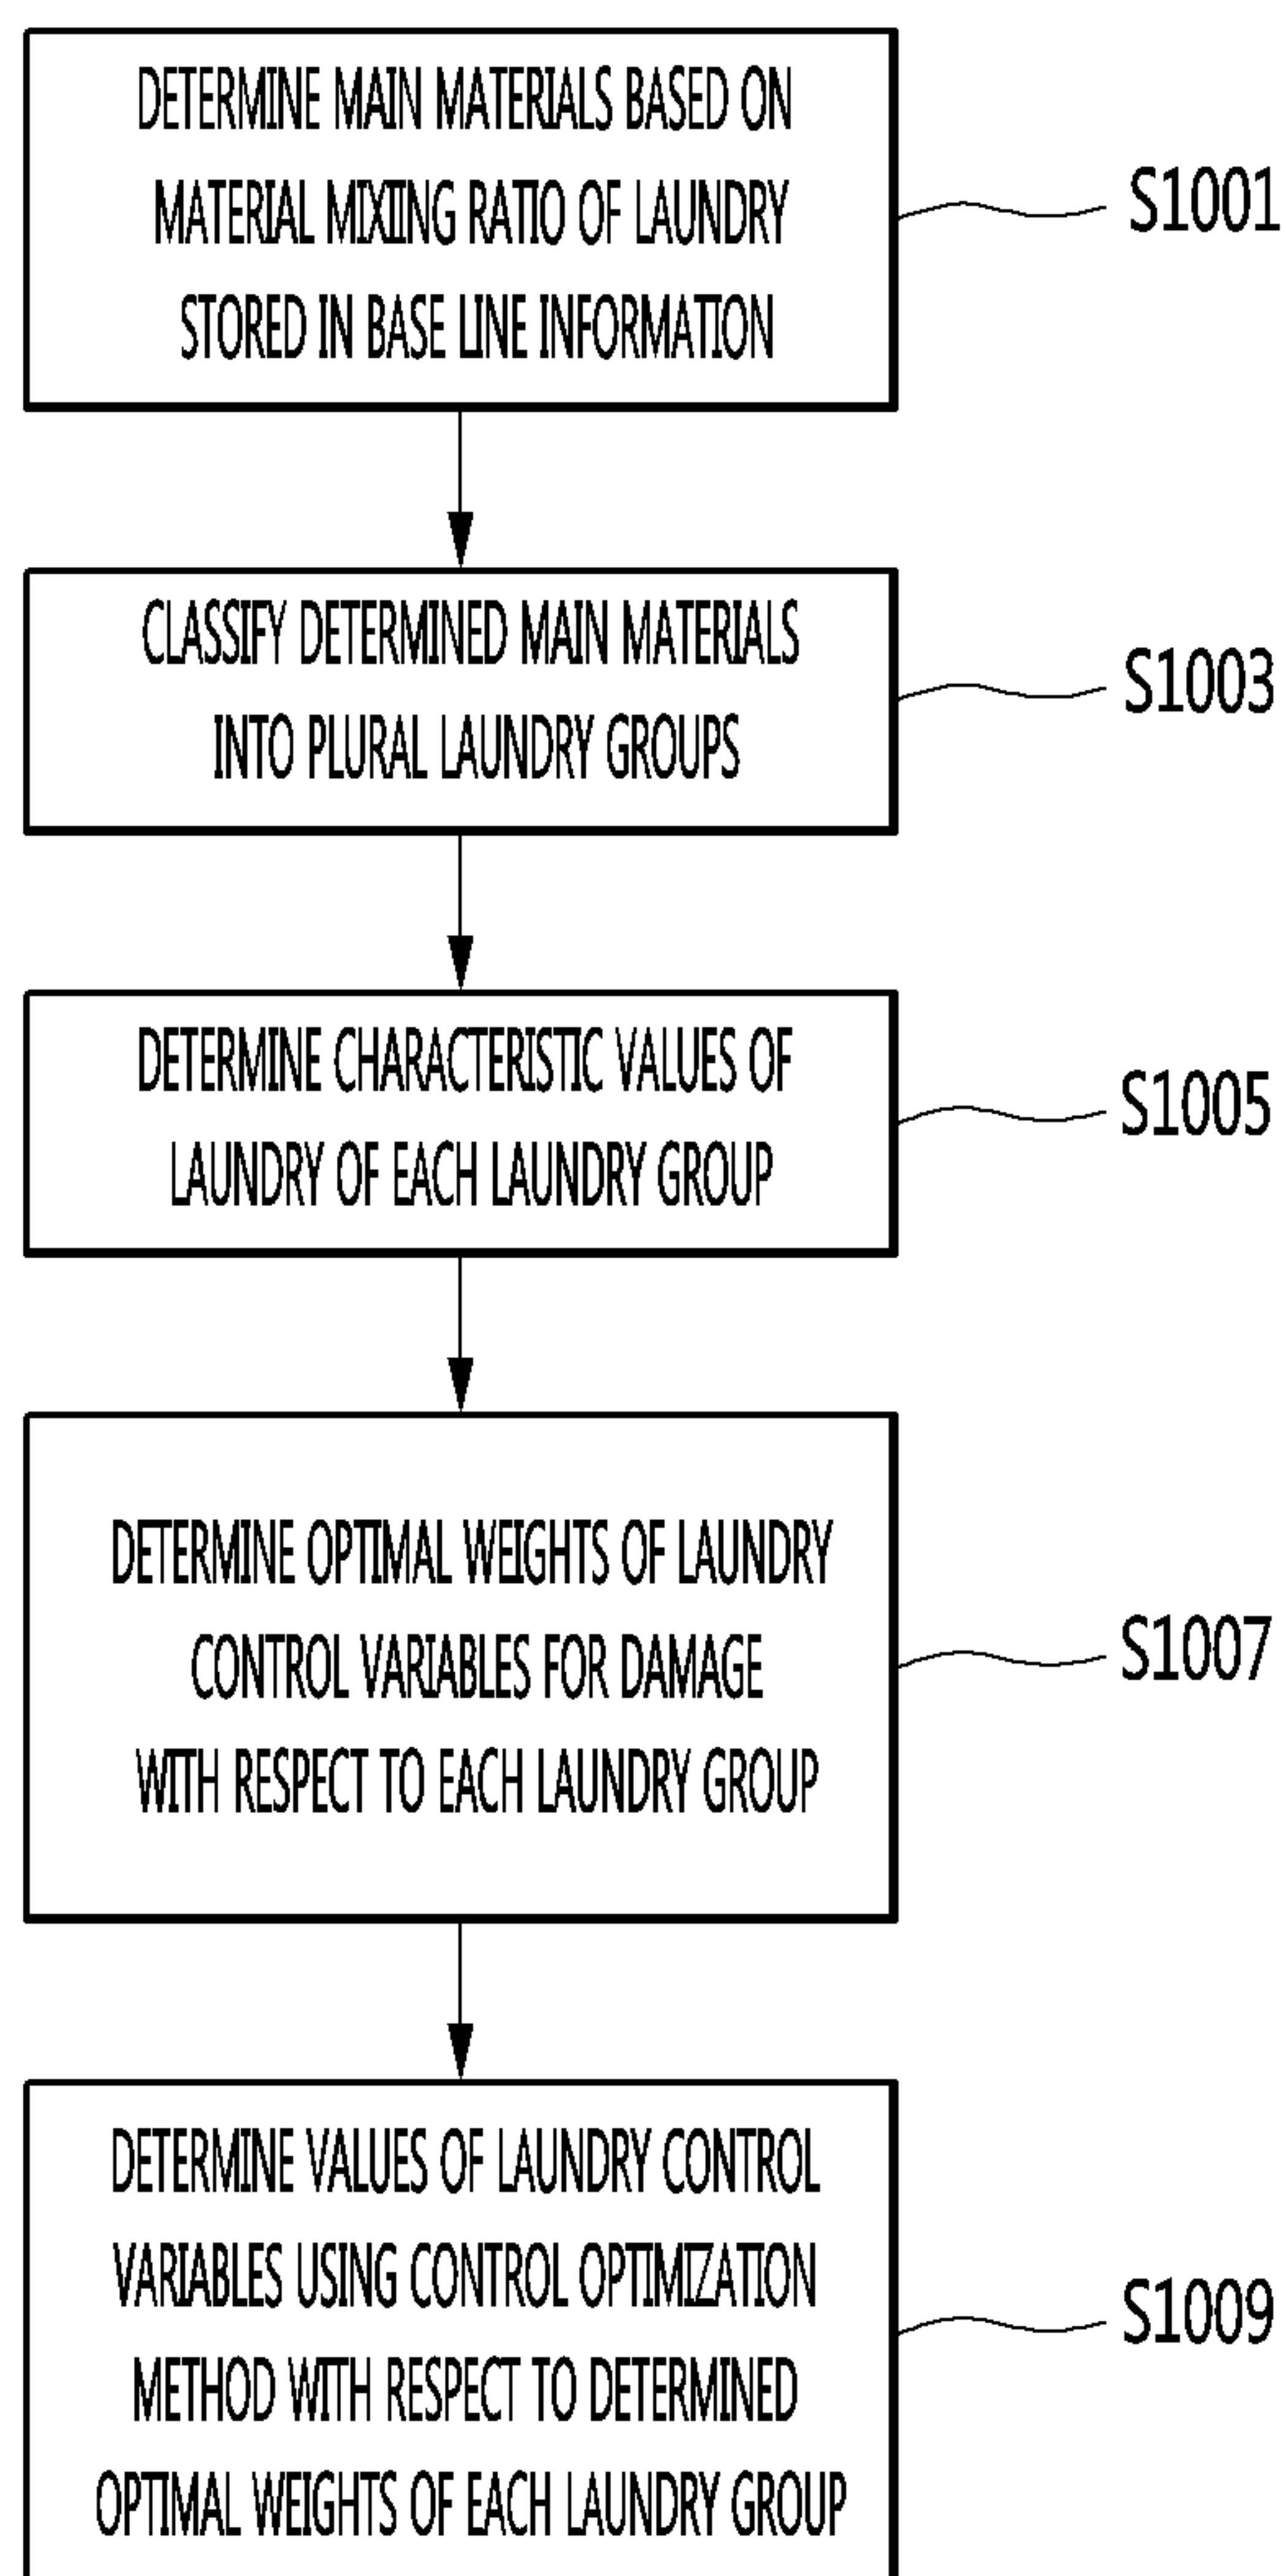 DETERMINE MAIN MATERIALS BASED ON
MATERIAL MIXIING RATIO OF LAUNDRY
STORED IN BASE LINE INFORMATION
S1001
CLASSIFY DETERMINED MAIN MATERIALS
INTO PLURAL LAUNDRY GROUPS
S1003
DETERMINE CHARACTERISTIC VALUES OF
LAUNDRY OF EACH LAUNDRY GROUP
S1005
DETERMINE OPTIMAL WEIGHTS OF LAUNDRY
CONTROL VARIABLES FOR DAMAGE
WITH RESPECT TO EACH LAUNDRY GROUP
S1007
DETERMINE VALUES OF LAUNDRY CONTROL
VARIABLES USING CONTROL OPTIMIZATION
METHOD WITH RESPECT TO DETERMINED
OPTIMAL WEIGHTS OF EACH LAUNDRY GROUP
S1009